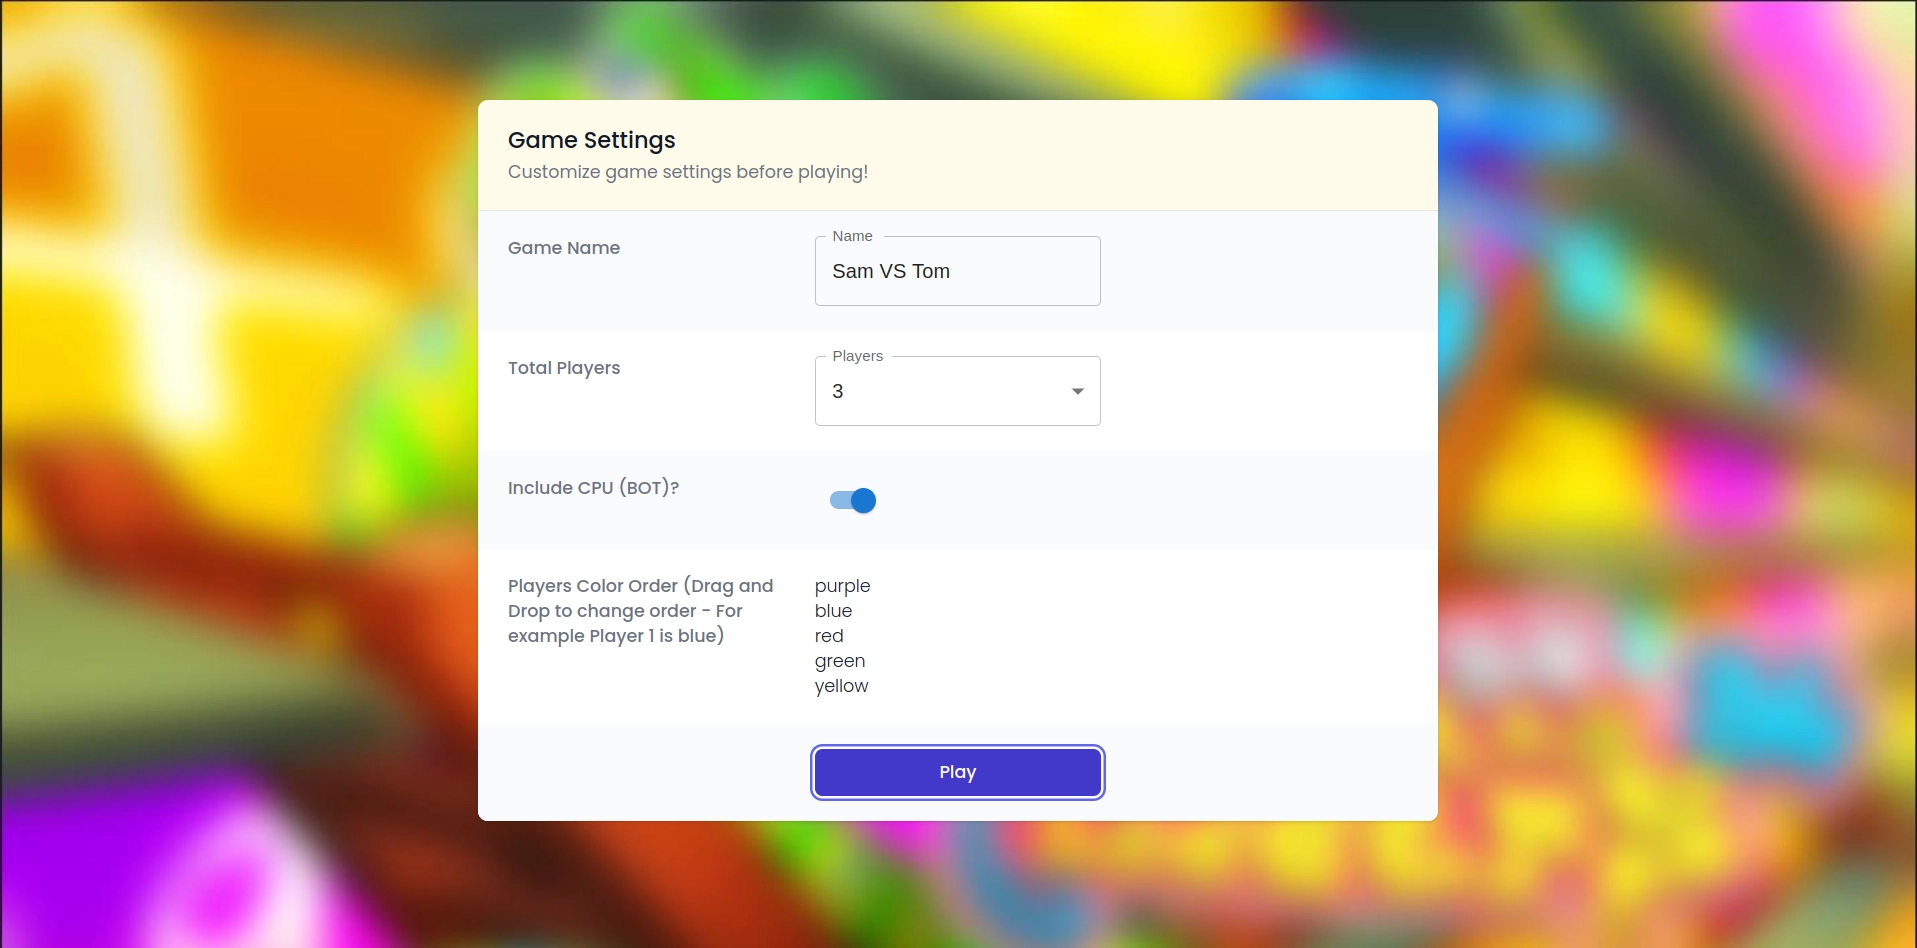 Game Settings
Customize game settings before playing!
Game Name
Name
Sam VS Tom
Total Players
Players
3
Include CPU (BOT)?
Players Color Order (Drag and
Drop to change order - For
example Player 1 is blue)
purple
blue
red
green
yellow
Play